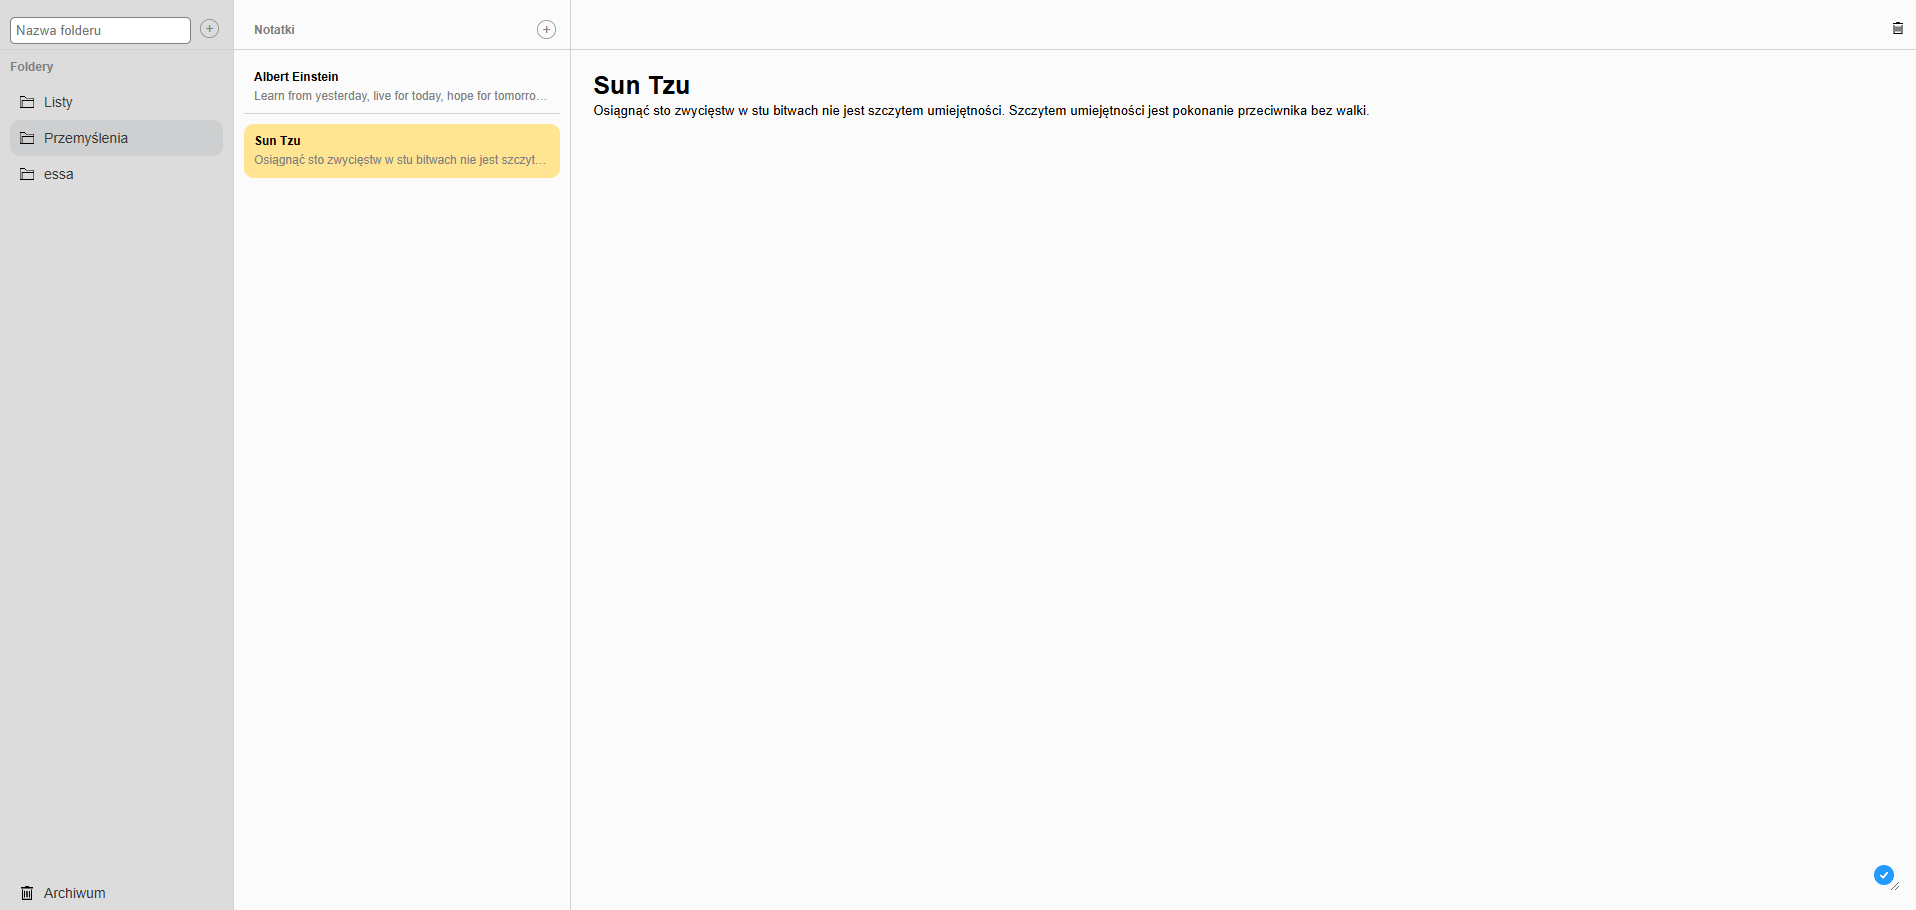 Nazwa folderu
Foldery
Listy
Przemyślenia
essa
Archiwum
Notatki
Albert Einstein
Learn from yesterday, live for today, hope for tomorro…
Sun Tzu
Osiągnąć sto zwycięstw w stu bitwach nie jest szczyt…
Sun Tzu
Osiągnąć sto zwycięstw w stu bitwach nie jest szczytem umiejętności. Szczytem umiejętności jest pokonanie przeciwnika bez walki.